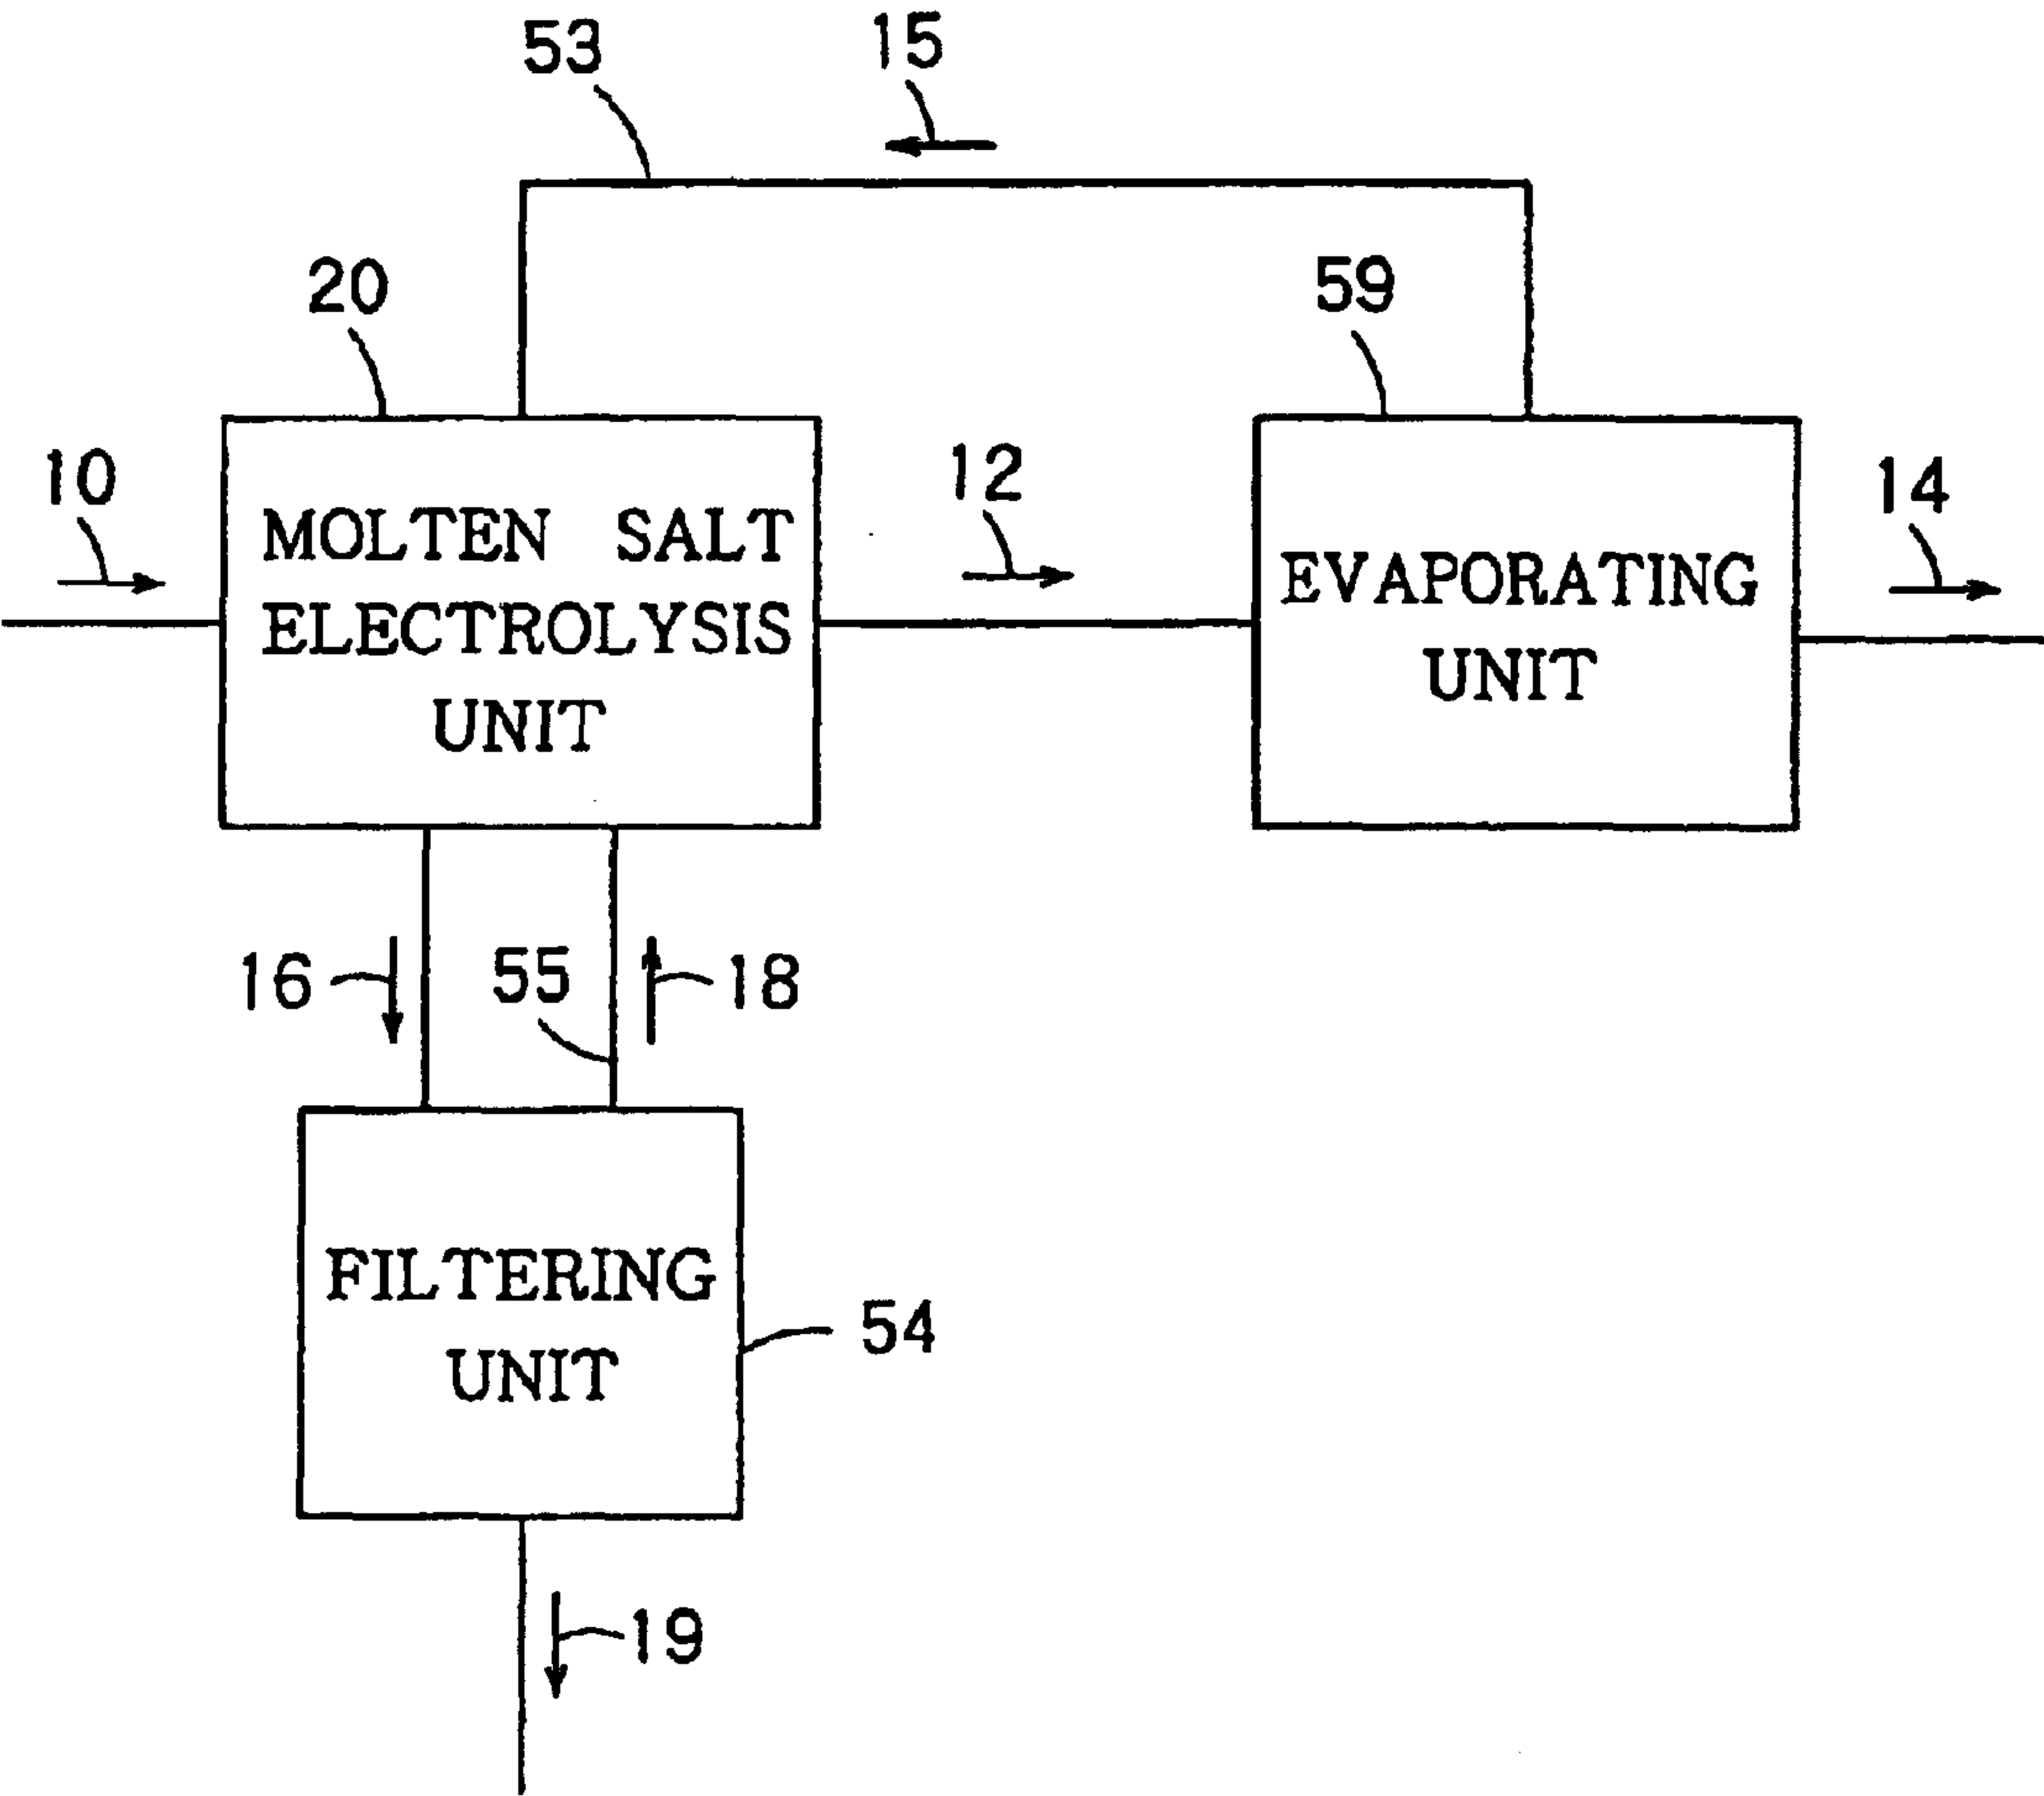 53
15
20
59
10
12
14
MOLTEN SALT
ELECTROLYSIS
UNIT
EVAPORATING
UNIT
16
55
18
FILTERING
UNIT
54
19